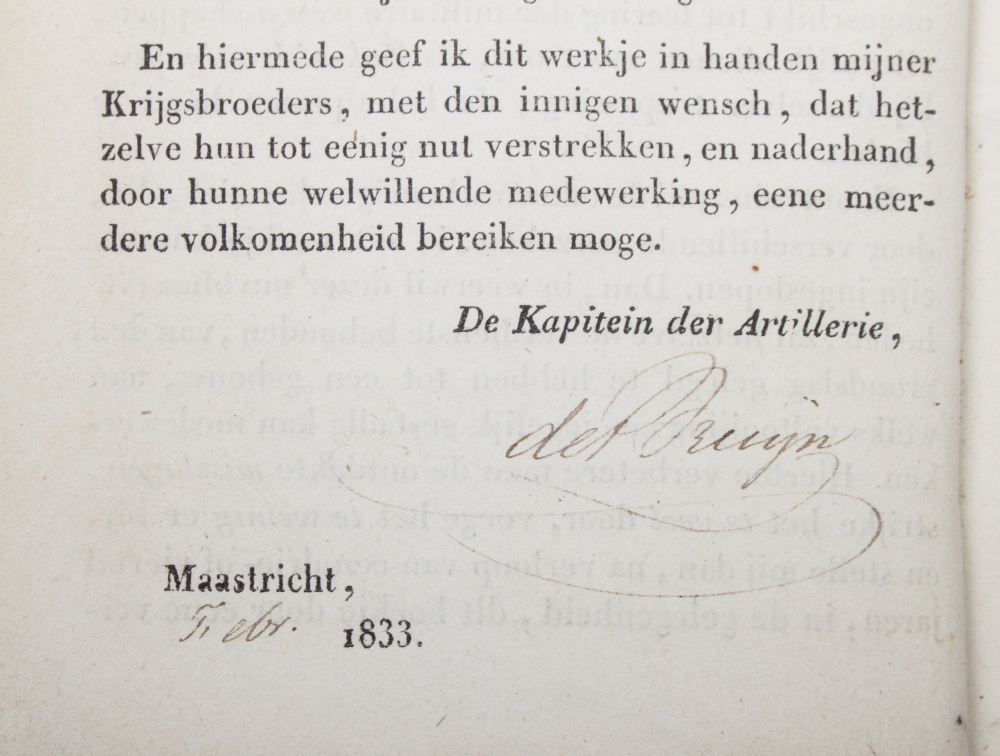 En hiermede geef ik dit werkje in handen mijner
Krijgsbroeders, met den innigen wensch, dat het-
zelve hun tot eenig nut verstrekken, en naderhand,
door hunne welwillende medewerking, eene meer-
dere volkomenheid bereiken moge.
De Kapitein der Artillerie,
de Bruijn
Maastricht,
Febr. 1833.